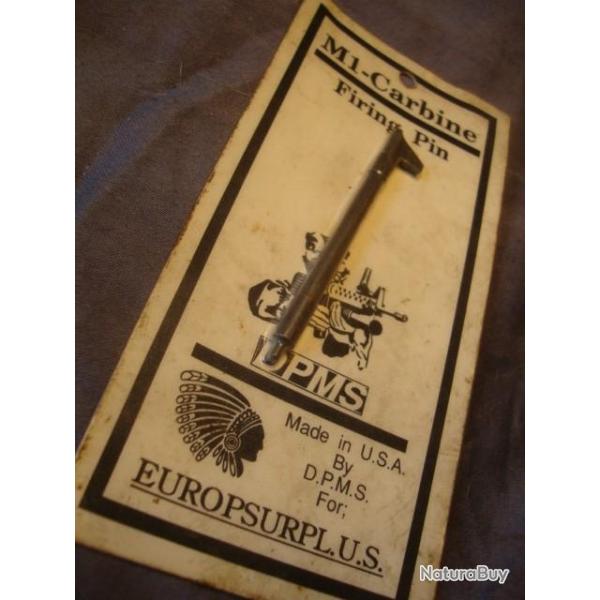 M1-Carbine
Firing Pin
DPMS
Made in U.S.A.
By
D.P.M.S.
For;
EUROPSURPL.U.S.
NaturaBuy